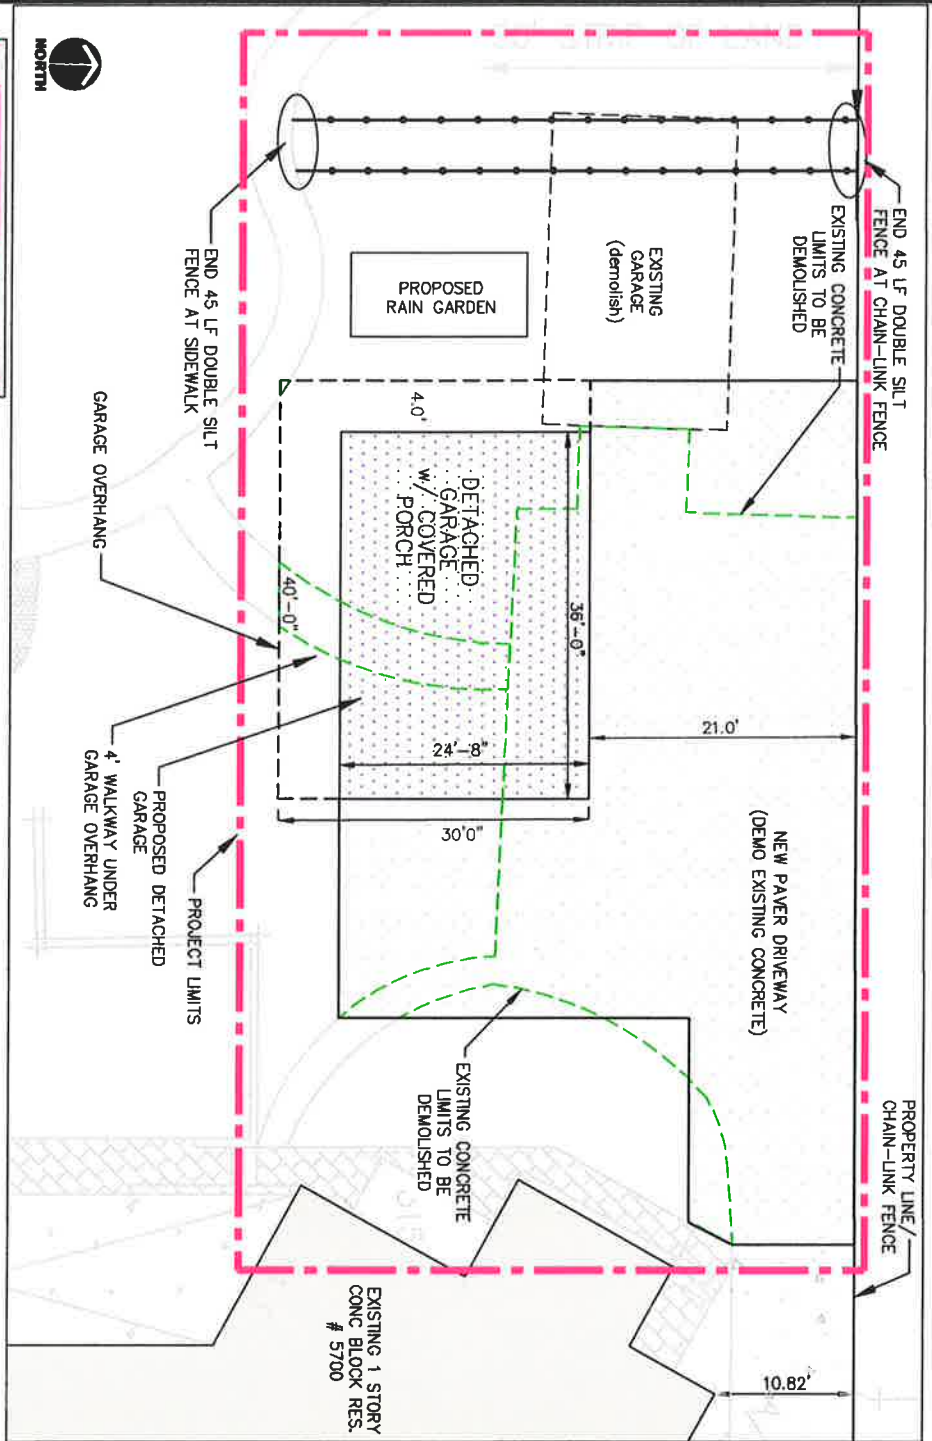 NORTH
END 45 LF DOUBLE SILT
FENCE AT CHAIN-LINK FENCE
EXISTING CONCRETE
LIMITS TO BE
DEMOLISHED
EXISTING
GARAGE
(demolish)
PROPOSED
RAIN GARDEN
END 45 LF DOUBLE SILT
FENCE AT SIDEWALK
GARAGE OVERHANG
4.0'
DETACHED
GARAGE
w/ COVERED
PORCH
36'-0"
40'-0"
24'-8"
30'0"
21.0'
4' WALKWAY UNDER
GARAGE OVERHANG
PROPOSED DETACHED
GARAGE
PROJECT LIMITS
NEW PAVER DRIVEWAY
(DEMO EXISTING CONCRETE)
EXISTING CONCRETE
LIMITS TO BE
DEMOLISHED
PROPERTY LINE/
CHAIN-LINK FENCE
EXISTING 1 STORY
CONC BLOCK RES.
# 5700
10.82'